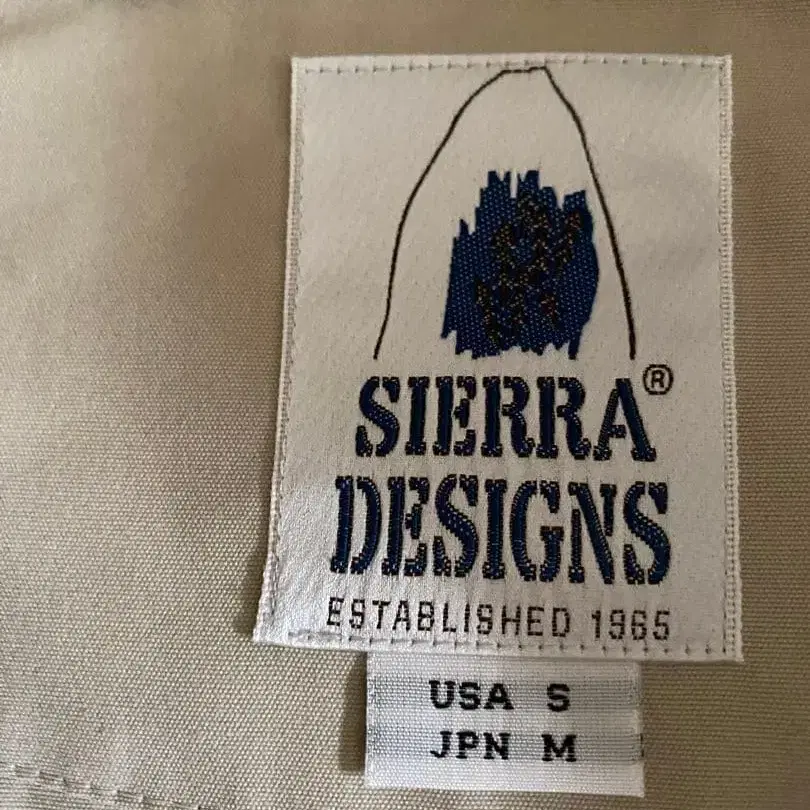 SIERRA®
DESIGNS
ESTABLISHED 1965
USA S
JPN M